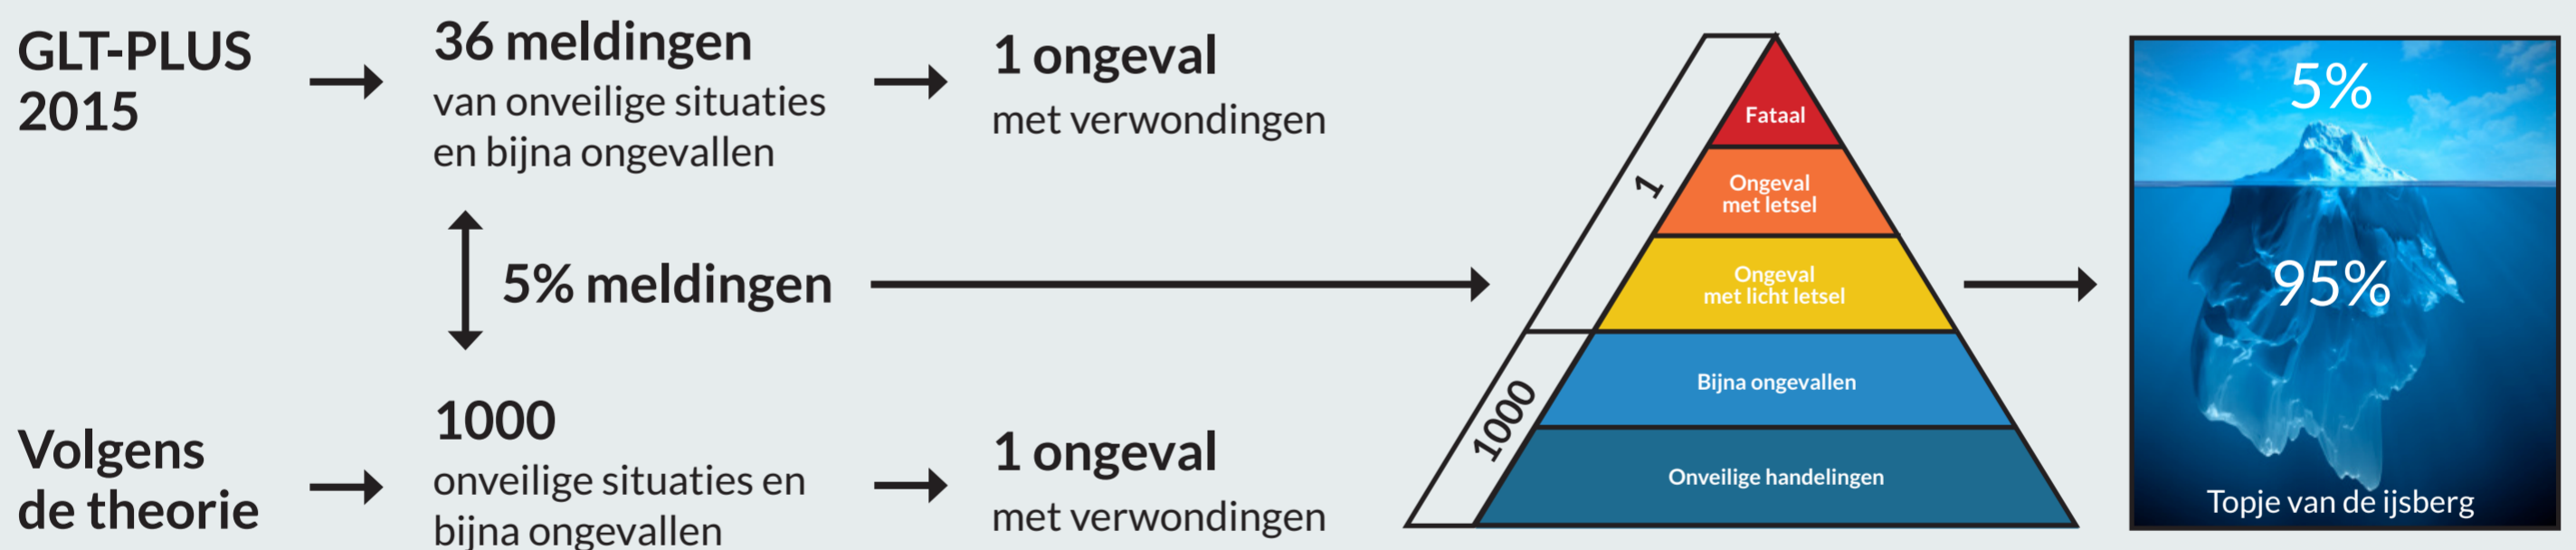 GLT-PLUS
2015
36 meldingen
van onveilige situaties
en bijna ongevallen
1 ongeval
met verwondingen
5% meldingen
Volgens
de theorie
1000
onveilige situaties en
bijna ongevallen
1 ongeval
met verwondingen
1
1000
Fataal
Ongeval
met letsel
Ongeval
met licht letsel
Bijna ongevallen
Onveilige handelingen
5%
95%
Topje van de ijsberg